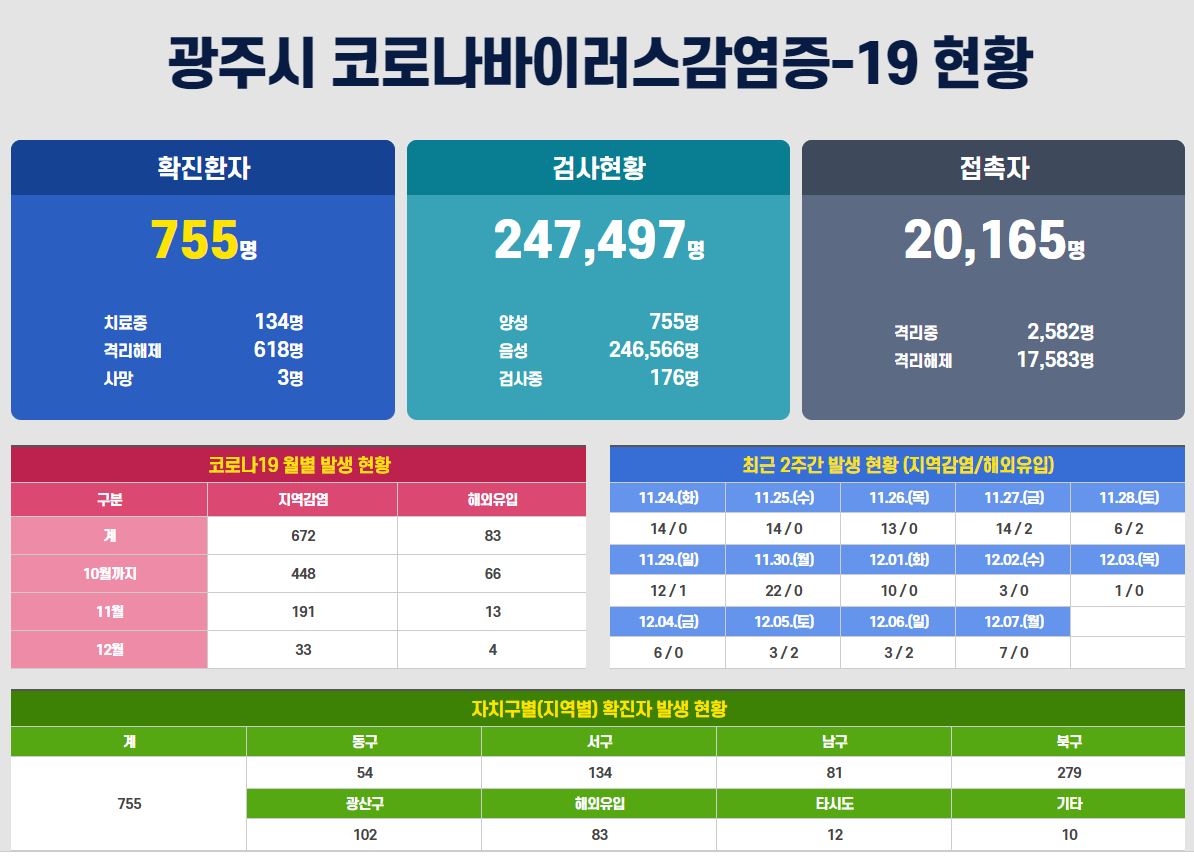 광주시 코로나바이러스감염증-19 현황
확진환자
755명
치료중 134명
격리해제 618명
사망 3명
검사현황
247,497명
양성 755명
음성 246,566명
검사중 176명
접촉자
20,165명
격리중 2,582명
격리해제 17,583명
코로나19 월별 발생 현황
구분 지역감염 해외유입
계 672 83
10월까지 448 66
11월 191 13
12월 33 4
최근 2주간 발생 현황 (지역감염/해외유입)
11.24.(화) 11.25.(수) 11.26.(목) 11.27.(금) 11.28.(토)
14 / 0 14 / 0 13 / 0 14 / 2 6 / 2
11.29.(일) 11.30.(월) 12.01.(화) 12.02.(수) 12.03.(목)
12 / 1 22 / 0 10 / 0 3 / 0 1 / 0
12.04.(금) 12.05.(토) 12.06.(일) 12.07.(월)
6 / 0 3 / 2 3 / 2 7 / 0
자치구별(지역별) 확진자 발생 현황
계 동구 서구 남구 북구
54 134 81 279
755
광산구 해외유입 타시도 기타
102 83 12 10